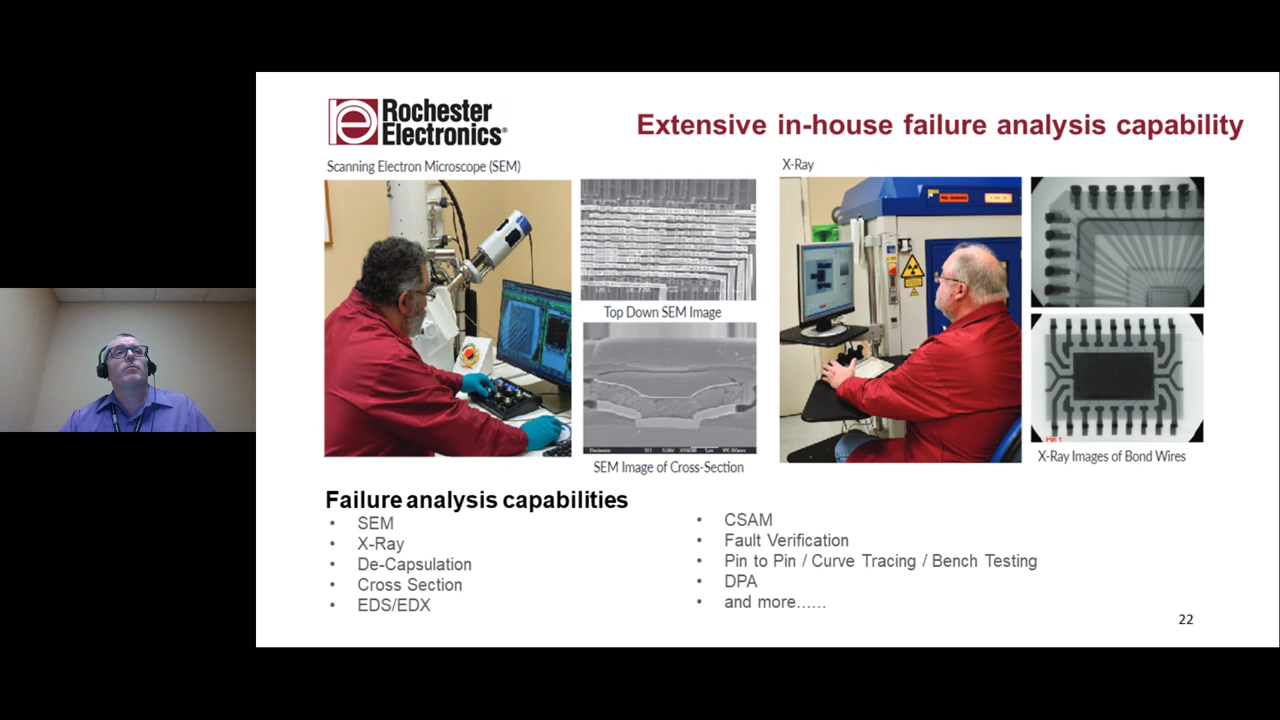 Rochester
Electronics®
Extensive in-house failure analysis capability
Scanning Electron Microscope (SEM)
X-Ray
Top Down SEM Image
SEM Image of Cross-Section
Pin 1
X-Ray Images of Bond Wires
Failure analysis capabilities
• SEM
• X-Ray
• De-Capsulation
• Cross Section
• EDS/EDX
• CSAM
• Fault Verification
• Pin to Pin / Curve Tracing / Bench Testing
• DPA
• and more......
22